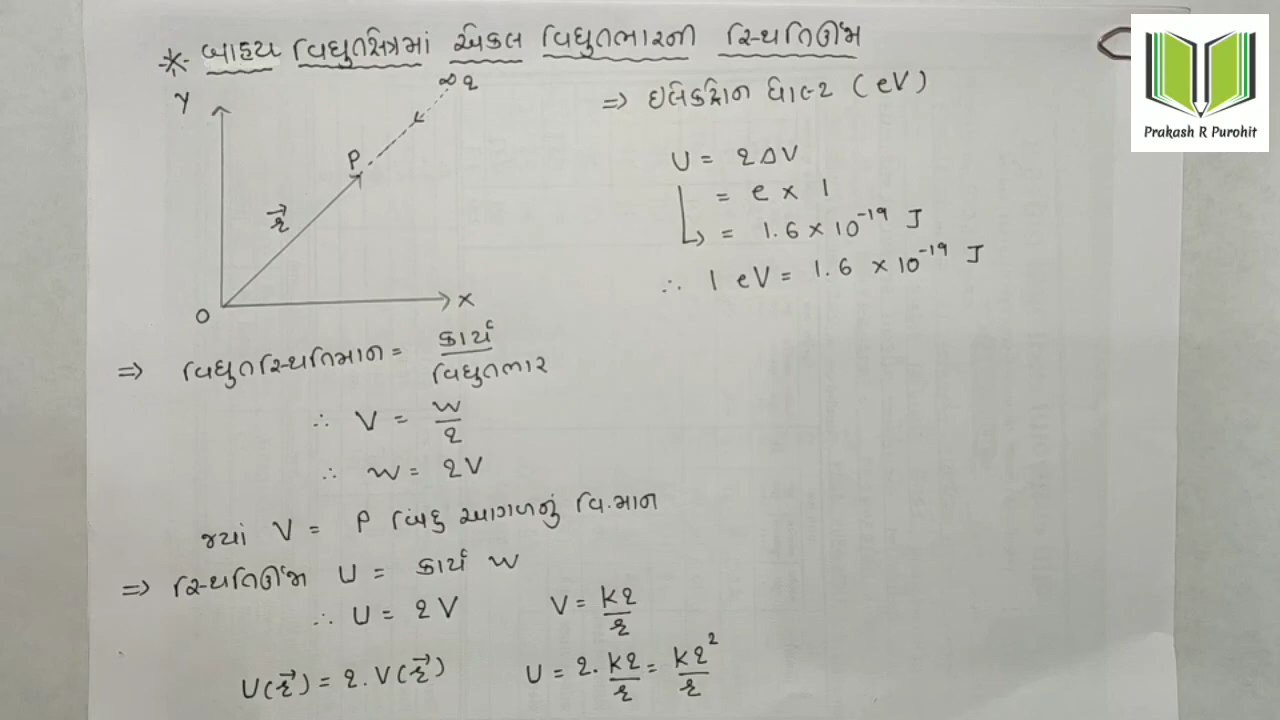 * બાહ્ય વિદ્યુતક્ષેત્રમાં એકલ વિદ્યુતભારની સ્થિતિઊર્જા
Prakash R Purohit
Y
∞ q
P
r⃗
O
X
⇒ વિદ્યુતસ્થિતિમાન = કાર્ય / વિદ્યુતભાર
∴ V = W / q
∴ W = qV
જ્યાં V = P બિંદુ આગળનું વિ.માન
⇒ સ્થિતિઊર્જા U = કાર્ય W
∴ U = qV V = kq / r
U(r⃗) = q.V(r⃗) U = q. kq / r = kq² / r
⇒ ઇલેક્ટ્રોન વોલ્ટ (eV)
U = qΔV
= e × 1
= 1.6 × 10⁻¹⁹ J
∴ 1 eV = 1.6 × 10⁻¹⁹ J